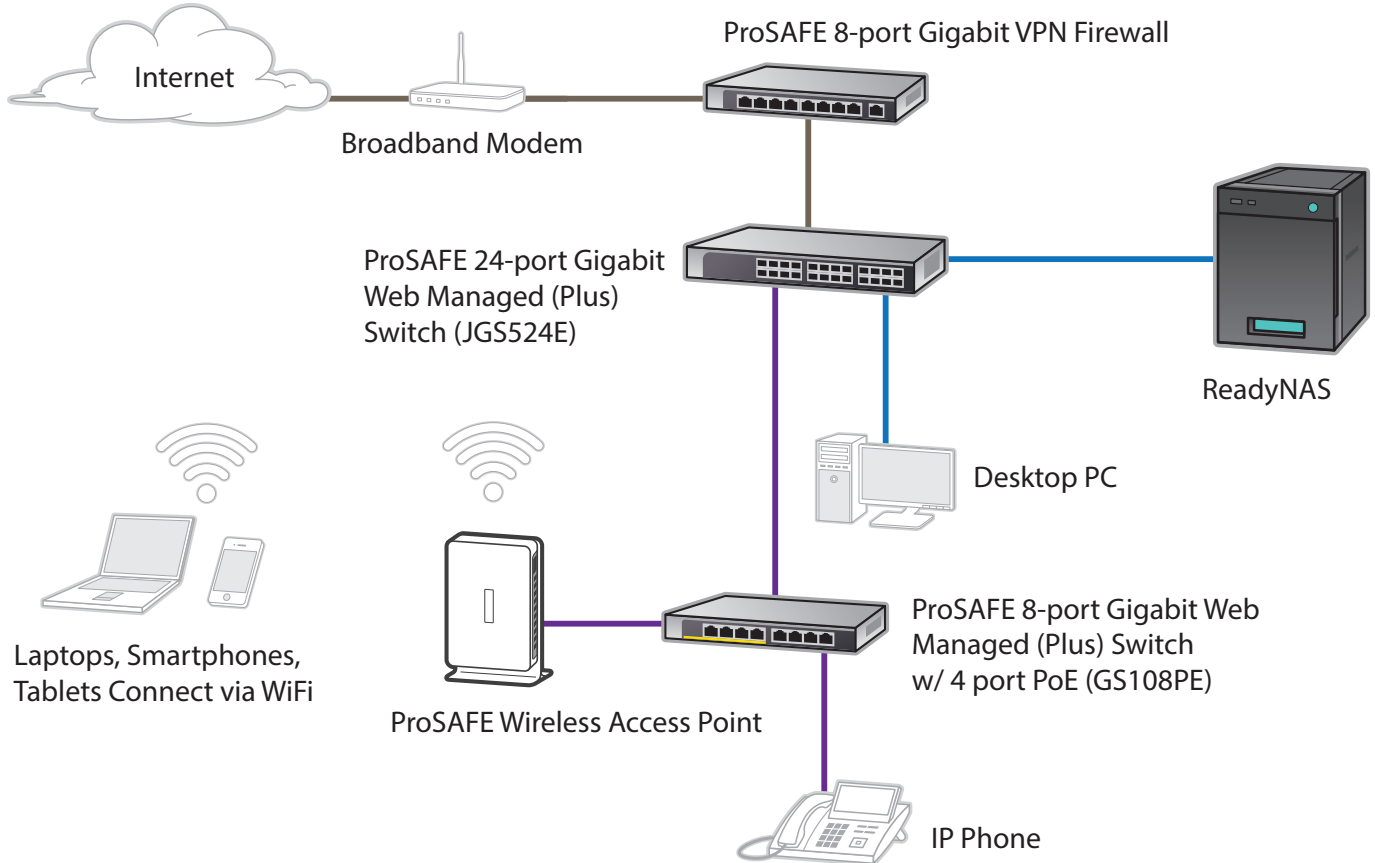 ProSAFE 8-port Gigabit VPN Firewall
Internet
Broadband Modem
ProSAFE 24-port Gigabit
Web Managed (Plus)
Switch (JGS524E)
ReadyNAS
Desktop PC
ProSAFE 8-port Gigabit Web
Managed (Plus) Switch
w/ 4 port PoE (GS108PE)
Laptops, Smartphones,
Tablets Connect via WiFi
ProSAFE Wireless Access Point
IP Phone